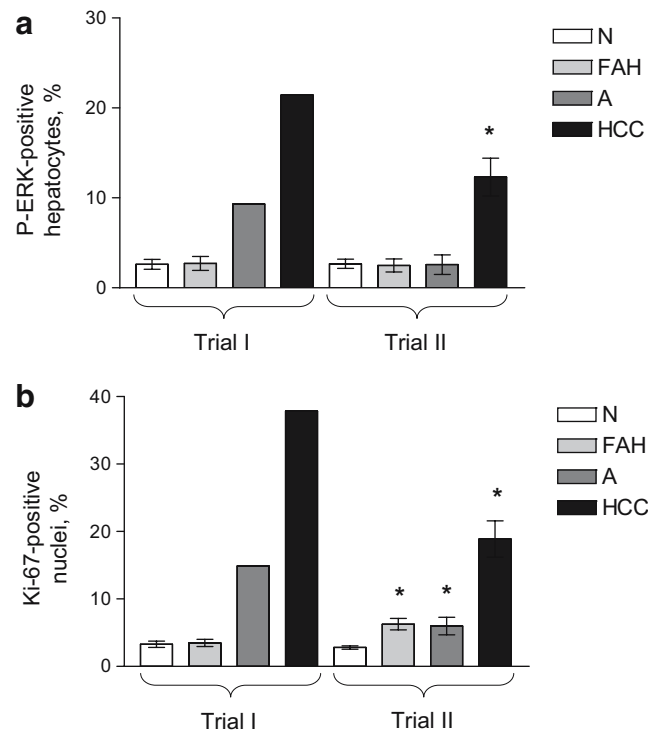 a
P-ERK-positive
hepatocytes, %
30
20
10
0
*
N
FAH
A
HCC
Trial I
Trial II
b
Ki-67-positive
nuclei, %
40
30
20
10
0
*
*
*
N
FAH
A
HCC
Trial I
Trial II